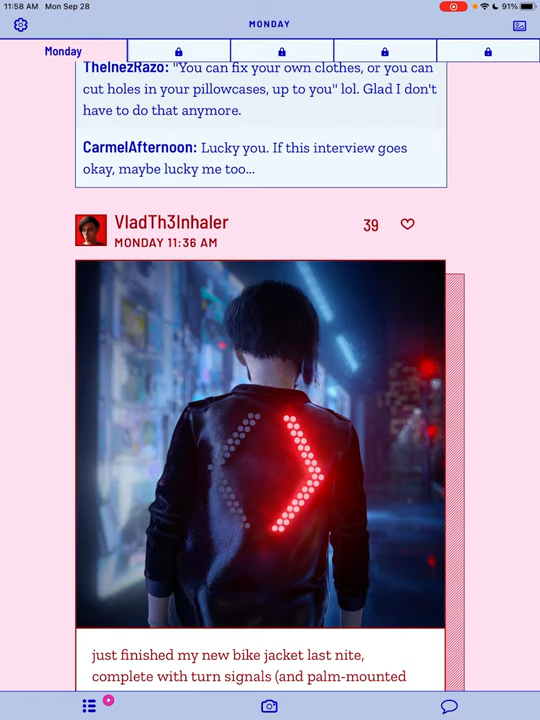 11:58 AM Mon Sep 28
91%
MONDAY
Monday
TheInezRazo: "You can fix your own clothes, or you can
cut holes in your pillowcases, up to you" lol. Glad I don't
have to do that anymore.
CarmelAfternoon: Lucky you. If this interview goes
okay, maybe lucky me too...
VladTh3Inhaler
39
MONDAY 11:36 AM
just finished my new bike jacket last nite,
complete with turn signals (and palm-mounted